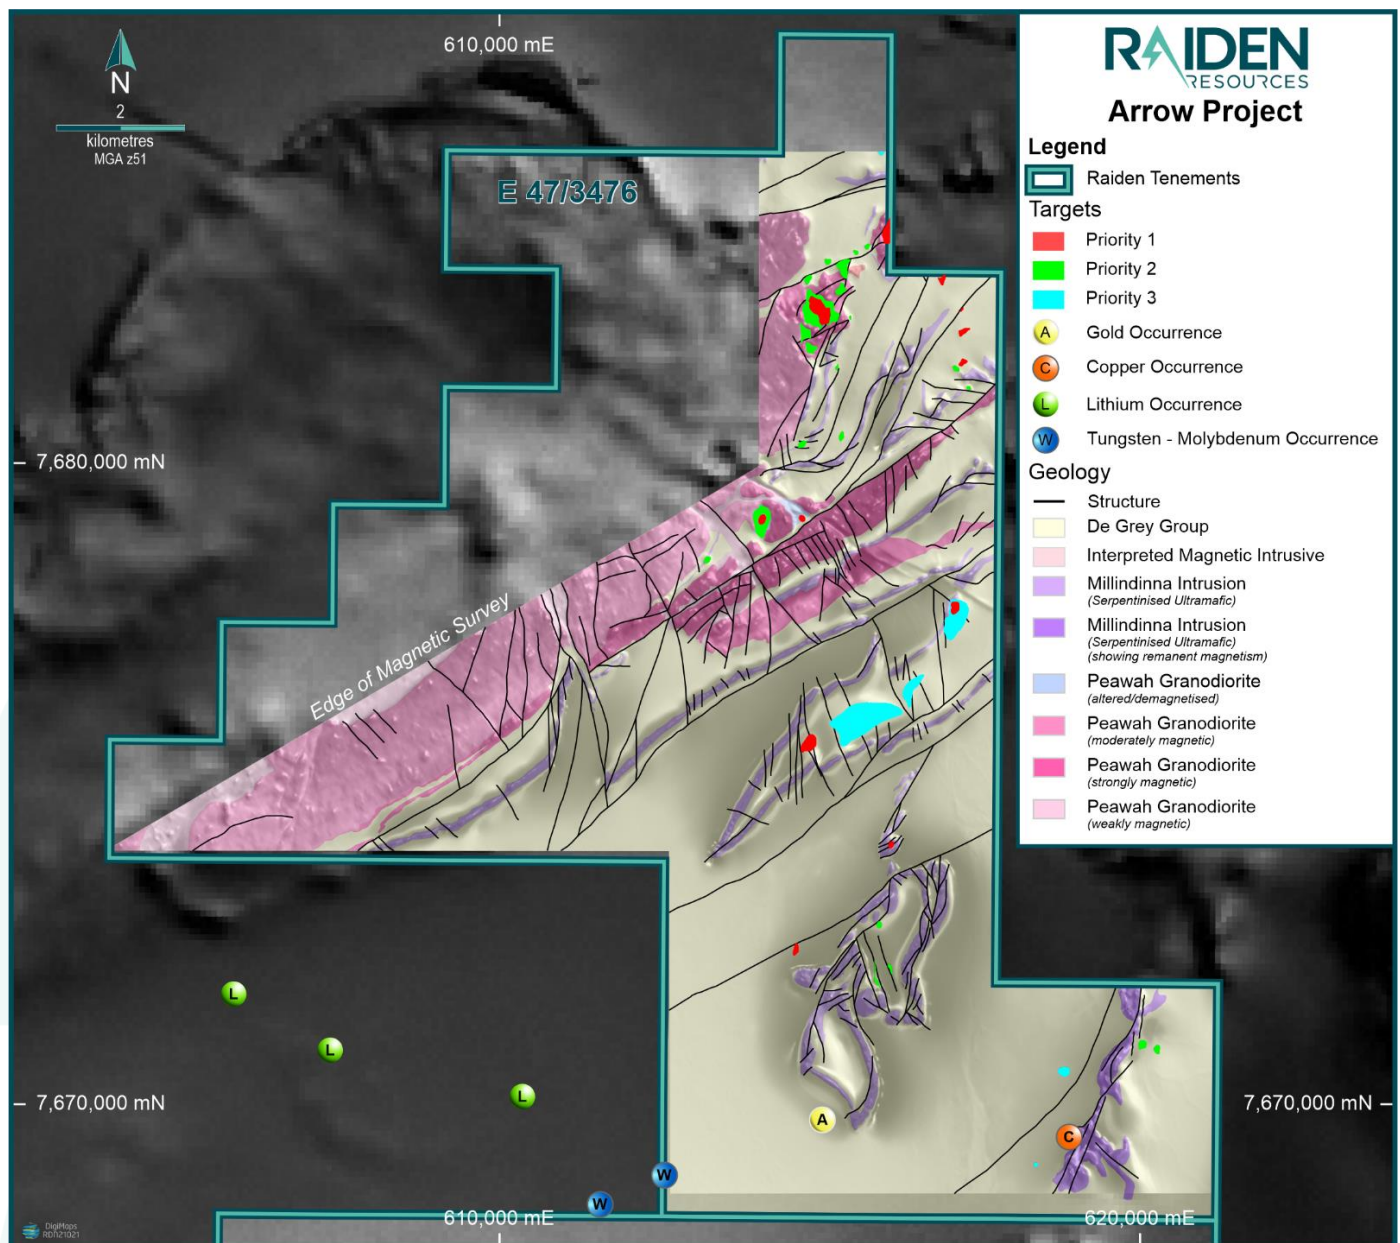 610,000 mE
N
2
kilometres
MGA z51
E 47/3476
7,680,000 mN
Edge of Magnetic Survey
L
L
L
7,670,000 mN
7,670,000 mN
A
C
W
W
610,000 mE
620,000 mE
DigiMaps
RDN21021
RAIDEN
RESOURCES
Arrow Project
Legend
Raiden Tenements
Targets
Priority 1
Priority 2
Priority 3
A Gold Occurrence
C Copper Occurrence
L Lithium Occurrence
W Tungsten - Molybdenum Occurrence
Geology
Structure
De Grey Group
Interpreted Magnetic Intrusive
Millindinna Intrusion
(Serpentinised Ultramafic)
Millindinna Intrusion
(Serpentinised Ultramafic)
(showing remanent magnetism)
Peawah Granodiorite
(altered/demagnetised)
Peawah Granodiorite
(moderately magnetic)
Peawah Granodiorite
(strongly magnetic)
Peawah Granodiorite
(weakly magnetic)